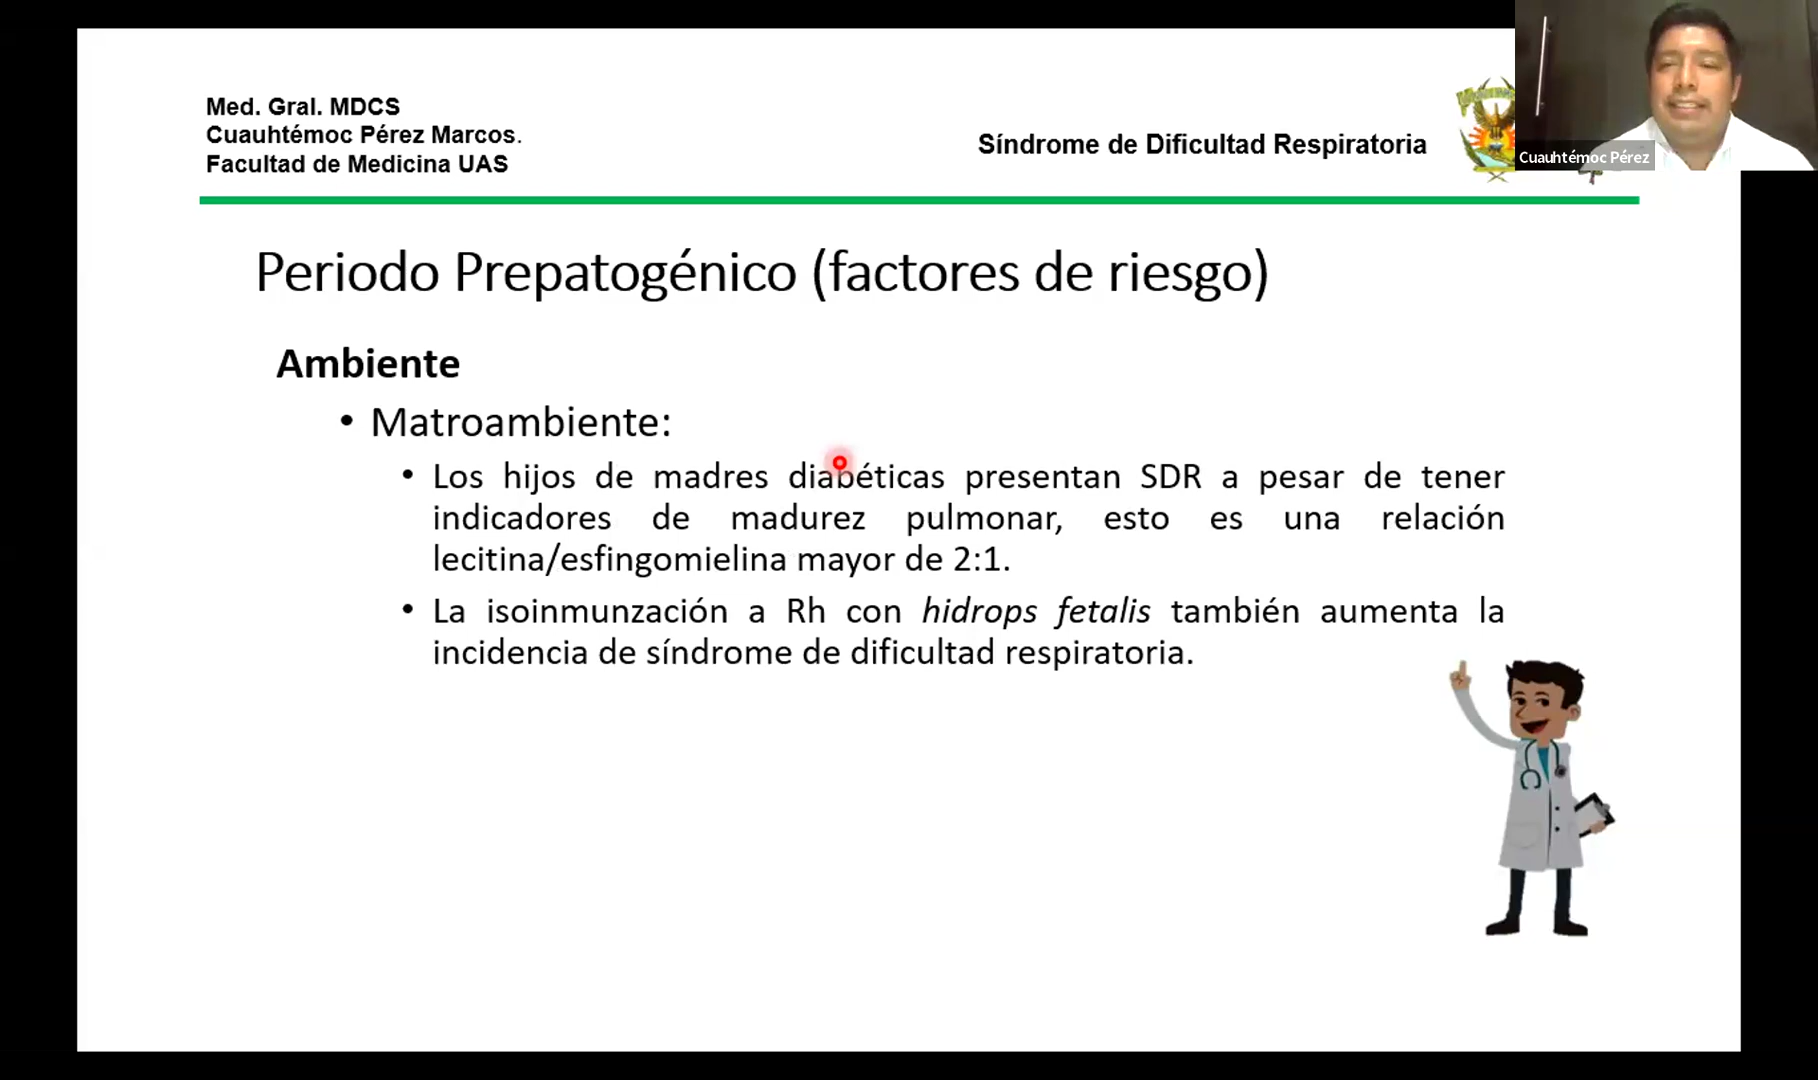 Med. Gral. MDCS
Cuauhtémoc Pérez Marcos.
Facultad de Medicina UAS
Síndrome de Dificultad Respiratoria
Cuauhtémoc Pérez
Periodo Prepatogénico (factores de riesgo)
Ambiente
• Matroambiente:
• Los hijos de madres diabéticas presentan SDR a pesar de tener
indicadores de madurez pulmonar, esto es una relación
lecitina/esfingomielina mayor de 2:1.
• La isoinmunzación a Rh con hidrops fetalis también aumenta la
incidencia de síndrome de dificultad respiratoria.